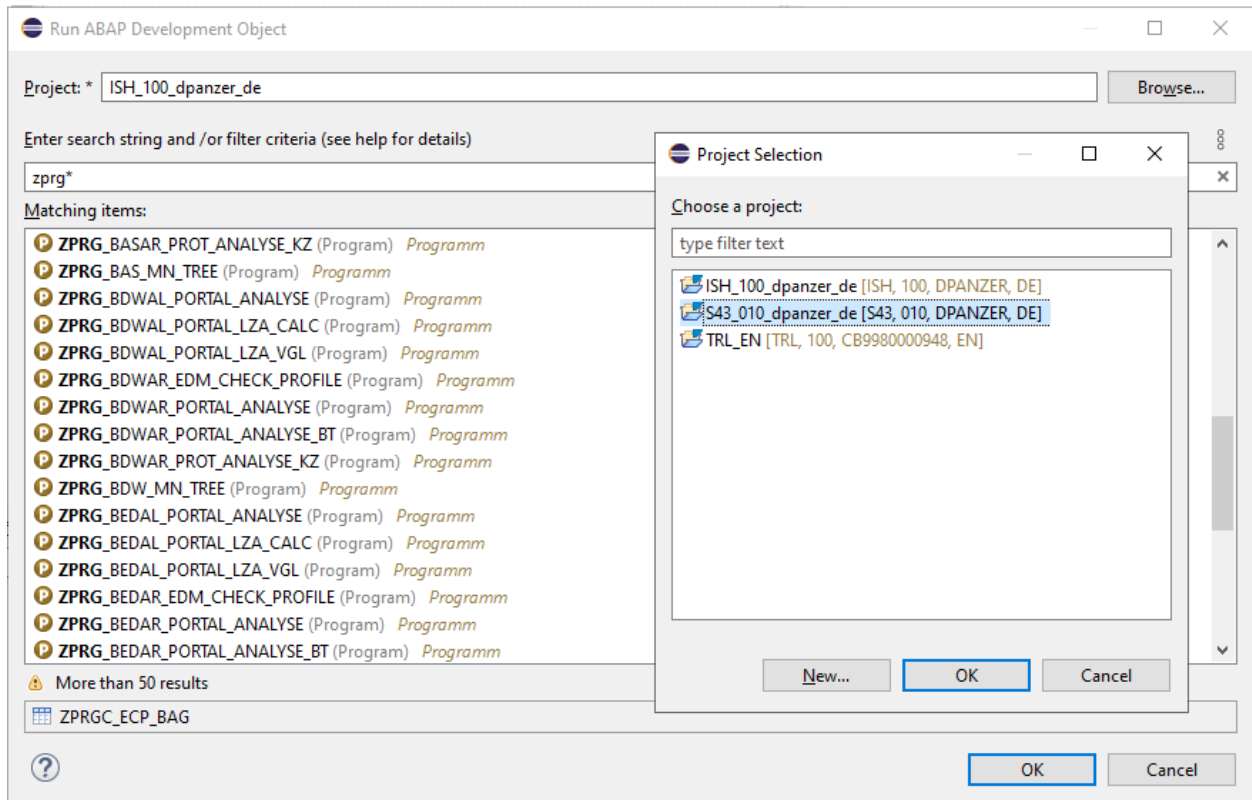 Run ABAP Development Object
Project: * ISH_100_dpanzer_de Browse...
Enter search string and /or filter criteria (see help for details)
zprg*
Matching items:
ZPRG_BASAR_PROT_ANALYSE_KZ (Program) Programm
ZPRG_BAS_MN_TREE (Program) Programm
ZPRG_BDWAL_PORTAL_ANALYSE (Program) Programm
ZPRG_BDWAL_PORTAL_LZA_CALC (Program) Programm
ZPRG_BDWAL_PORTAL_LZA_VGL (Program) Programm
ZPRG_BDWAR_EDM_CHECK_PROFILE (Program) Programm
ZPRG_BDWAR_PORTAL_ANALYSE (Program) Programm
ZPRG_BDWAR_PORTAL_ANALYSE_BT (Program) Programm
ZPRG_BDWAR_PROT_ANALYSE_KZ (Program) Programm
ZPRG_BDW_MN_TREE (Program) Programm
ZPRG_BEDAL_PORTAL_ANALYSE (Program) Programm
ZPRG_BEDAL_PORTAL_LZA_CALC (Program) Programm
ZPRG_BEDAL_PORTAL_LZA_VGL (Program) Programm
ZPRG_BEDAR_EDM_CHECK_PROFILE (Program) Programm
ZPRG_BEDAR_PORTAL_ANALYSE (Program) Programm
ZPRG_BEDAR_PORTAL_ANALYSE_BT (Program) Programm
More than 50 results
ZPRGC_ECP_BAG
OK Cancel
Project Selection
Choose a project:
type filter text
ISH_100_dpanzer_de [ISH, 100, DPANZER, DE]
S43_010_dpanzer_de [S43, 010, DPANZER, DE]
TRL_EN [TRL, 100, CB9980000948, EN]
New... OK Cancel